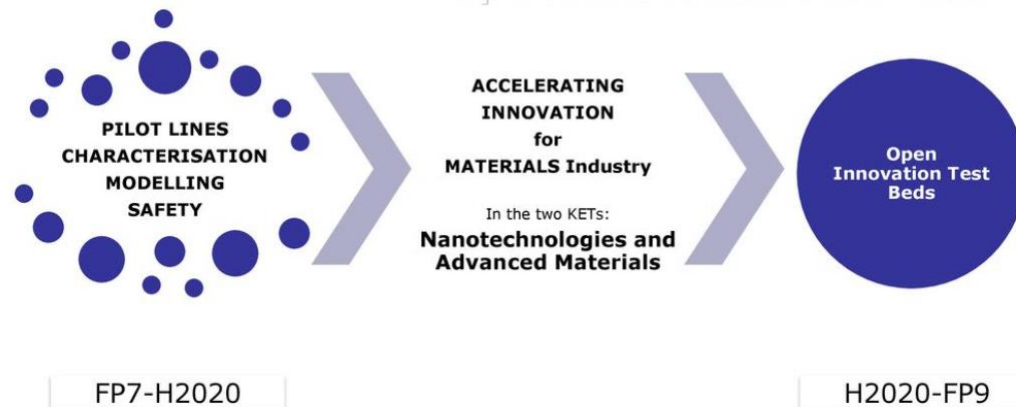 PILOT LINES
CHARACTERISATION
MODELLING
SAFETY
ACCELERATING
INNOVATION
for
MATERIALS Industry
In the two KETs:
Nanotechnologies and
Advanced Materials
Open
Innovation Test
Beds
FP7-H2020
H2020-FP9